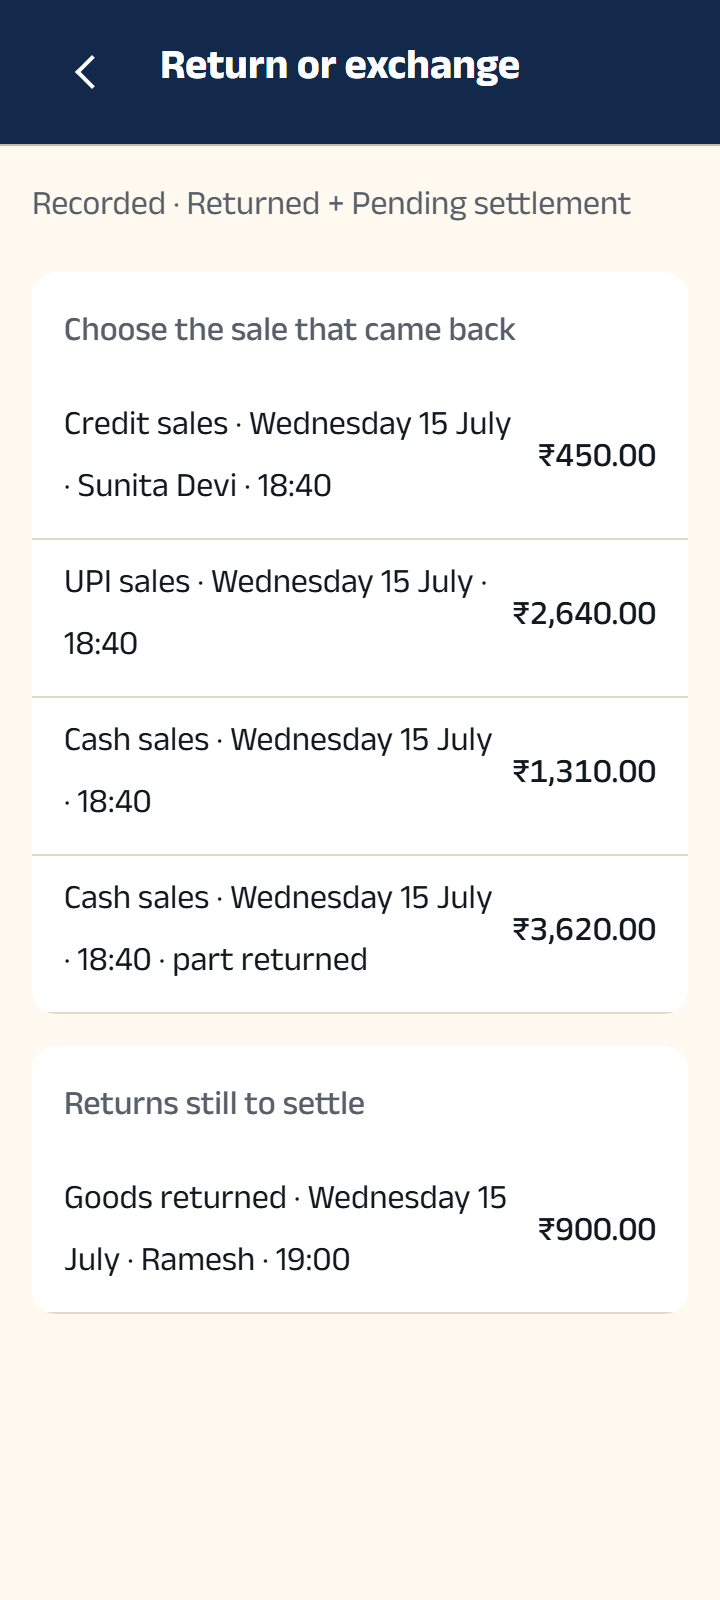 Return or exchange
Recorded · Returned + Pending settlement
Choose the sale that came back
Credit sales · Wednesday 15 July
· Sunita Devi · 18:40
₹450.00
UPI sales · Wednesday 15 July ·
18:40
₹2,640.00
Cash sales · Wednesday 15 July
· 18:40
₹1,310.00
Cash sales · Wednesday 15 July
· 18:40 · part returned
₹3,620.00
Returns still to settle
Goods returned · Wednesday 15
July · Ramesh · 19:00
₹900.00